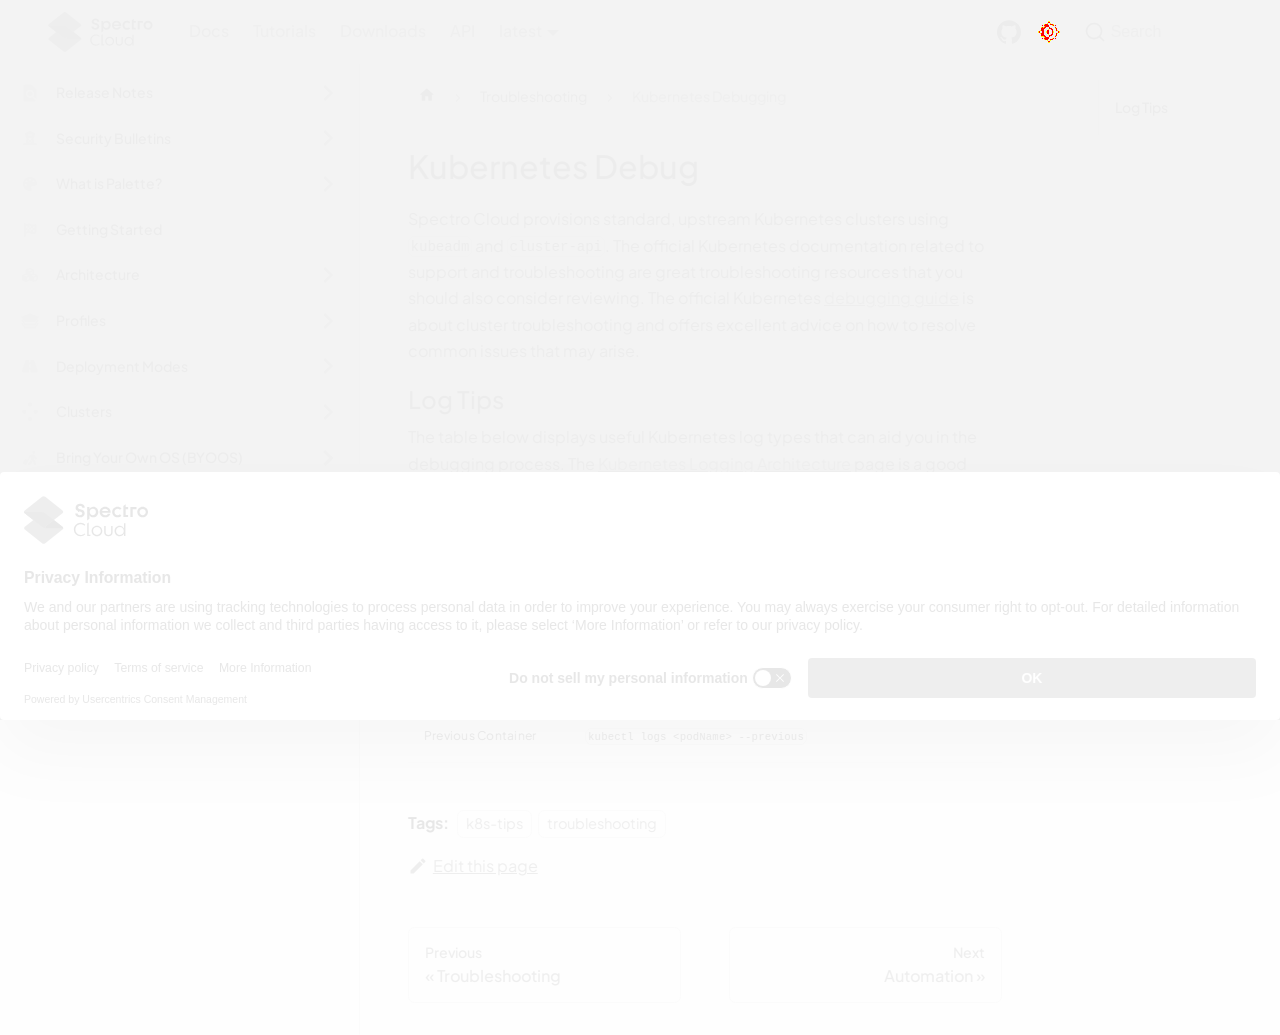 Spectro Cloud
Docs Tutorials Downloads API latest
Search
Release Notes
Security Bulletins
What is Palette?
Getting Started
Architecture
Profiles
Deployment Modes
Clusters
Bring Your Own OS (BYOOS)
Troubleshooting
Kubernetes Debugging
Log Tips
Kubernetes Debug
Spectro Cloud provisions standard, upstream Kubernetes clusters using
kubeadm and cluster-api. The official Kubernetes documentation related to
support and troubleshooting are great troubleshooting resources that you
should also consider reviewing. The official Kubernetes debugging guide is
about cluster troubleshooting and offers excellent advice on how to resolve
common issues that may arise.
Log Tips
The table below displays useful Kubernetes log types that can aid you in the
debugging process. The Kubernetes Logging Architecture page is a good
Spectro
Cloud
Privacy Information
We and our partners are using tracking technologies to process personal data in order to improve your experience. You may always exercise your consumer right to opt-out. For detailed information
about personal information we collect and third parties having access to it, please select 'More Information' or refer to our privacy policy.
Privacy policy Terms of service More Information
Do not sell my personal information
OK
Powered by Usercentrics Consent Management
Previous Container kubectl logs <podName> --previous
Tags: k8s-tips troubleshooting
Edit this page
Previous
« Troubleshooting
Next
Automation »